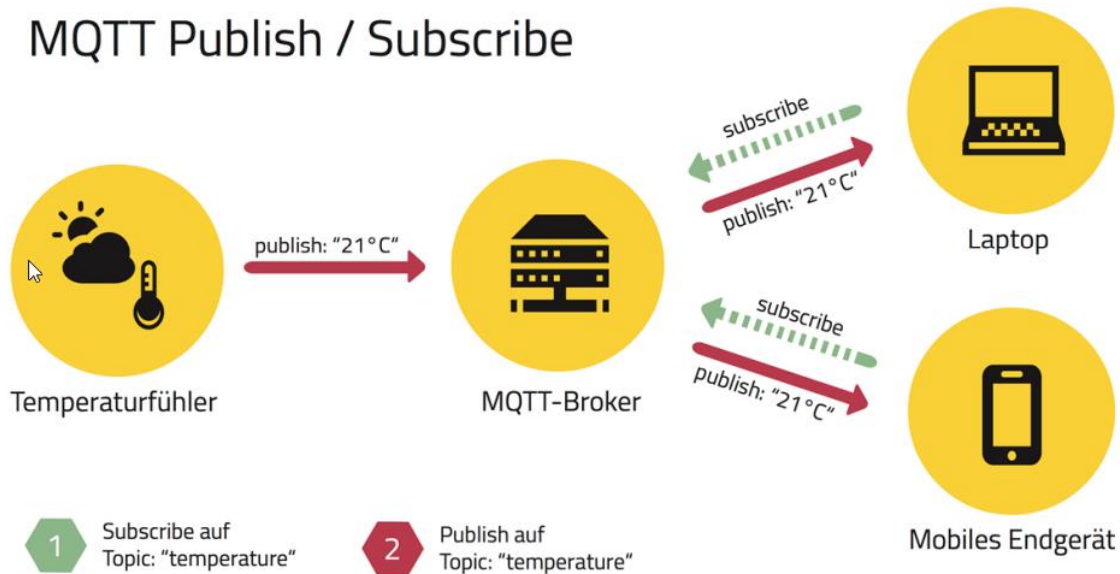 MQTT Publish / Subscribe
subscribe
publish: “21°C“
Laptop
publish: “21°C“
subscribe
publish: “21°C“
Temperaturfühler
MQTT-Broker
Mobiles Endgerät
1
Subscribe auf
Topic: “temperature“
2
Publish auf
Topic: “temperature“